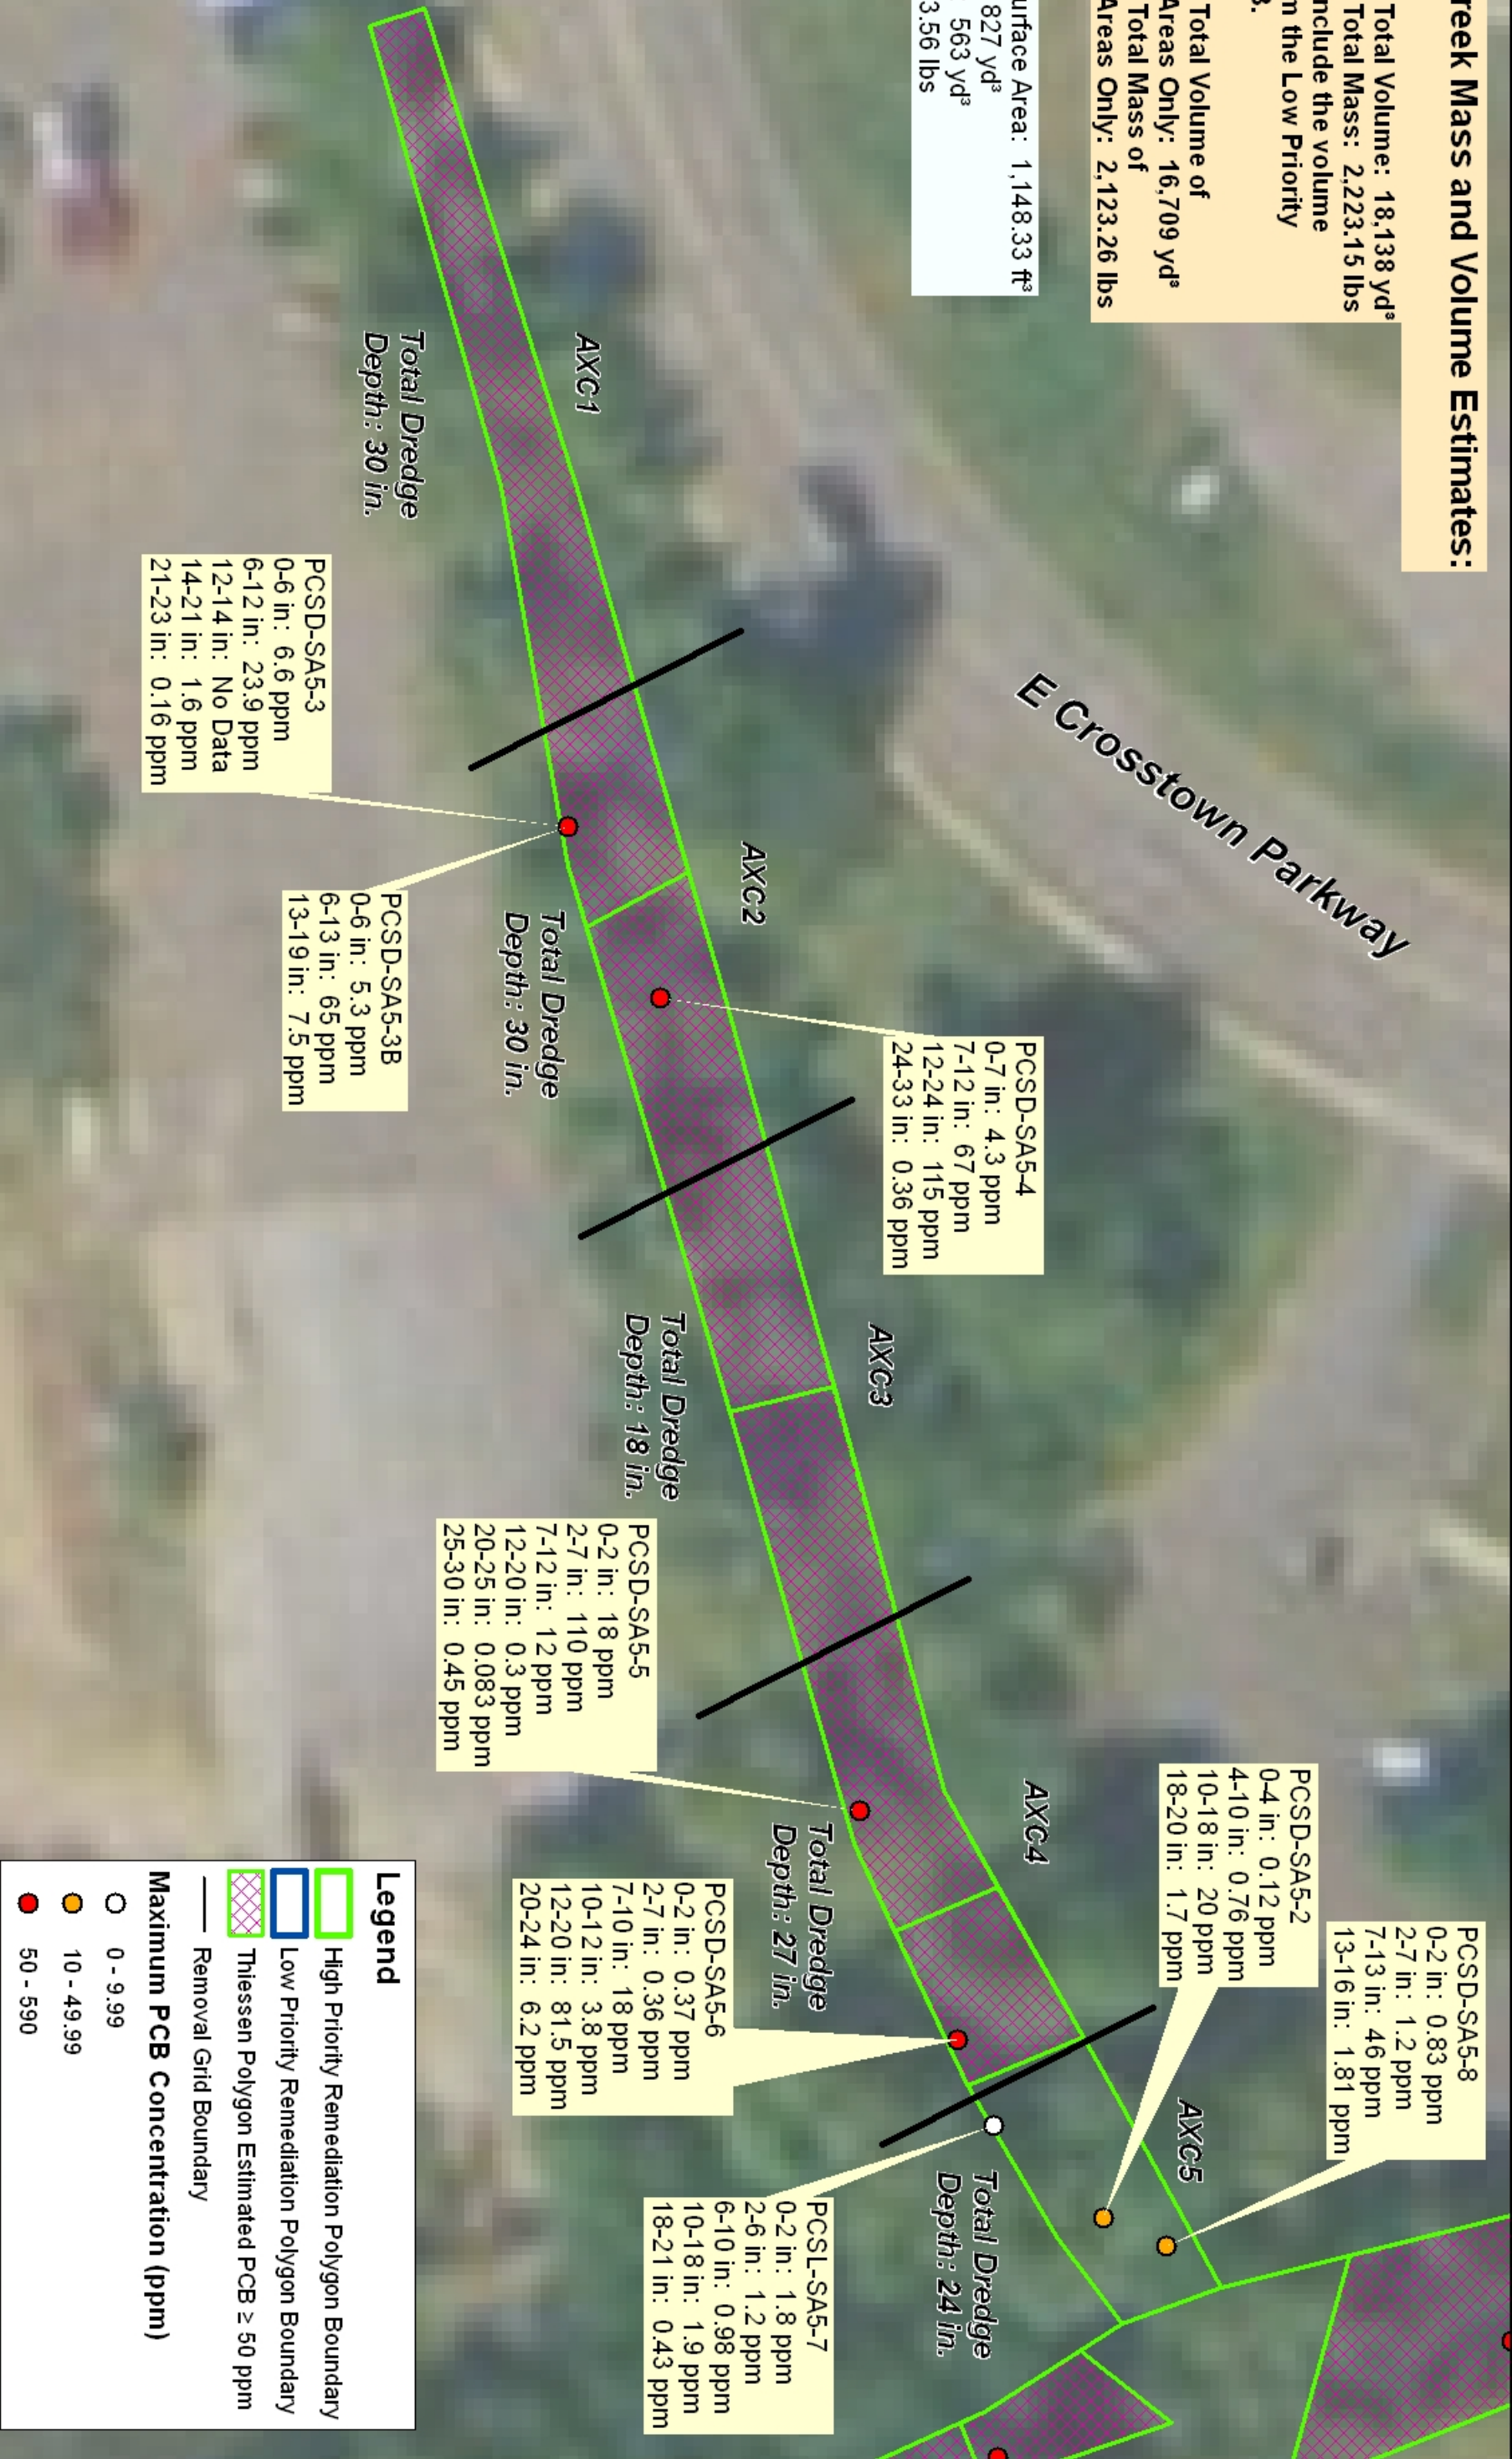 reek Mass and Volume Estimates:
Total Volume: 18,138 yd³
Total Mass: 2,223.15 lbs
nclude the volume
m the Low Priority
Total Volume of
Areas Only: 16,709 yd³
Total Mass of
Areas Only: 2,123.26 lbs
urface Area: 1,148.33 ft³
827 yd³
563 yd³
3.56 lbs
E Crosstown Parkway
AXC1
Total Dredge
Depth: 30 in.
AXC2
Total Dredge
Depth: 30 in.
AXC3
Total Dredge
Depth: 18 in.
AXC4
Total Dredge
Depth: 27 in.
AXC5
Total Dredge
Depth: 24 in.
PCSD-SA5-3
0-6 in: 6.6 ppm
6-12 in: 23.9 ppm
12-14 in: No Data
14-21 in: 1.6 ppm
21-23 in: 0.16 ppm
PCSD-SA5-3B
0-6 in: 5.3 ppm
6-13 in: 65 ppm
13-19 in: 7.5 ppm
PCSD-SA5-4
0-7 in: 4.3 ppm
7-12 in: 67 ppm
12-24 in: 115 ppm
24-33 in: 0.36 ppm
PCSD-SA5-5
0-2 in: 18 ppm
2-7 in: 110 ppm
7-12 in: 12 ppm
12-20 in: 0.3 ppm
20-25 in: 0.083 ppm
25-30 in: 0.45 ppm
PCSD-SA5-2
0-4 in: 0.12 ppm
4-10 in: 0.76 ppm
10-18 in: 20 ppm
18-20 in: 1.7 ppm
PCSD-SA5-8
0-2 in: 0.83 ppm
2-7 in: 1.2 ppm
7-13 in: 46 ppm
13-16 in: 1.81 ppm
PCSD-SA5-6
0-2 in: 0.37 ppm
2-7 in: 0.36 ppm
7-10 in: 18 ppm
10-12 in: 3.8 ppm
12-20 in: 81.5 ppm
20-24 in: 6.2 ppm
PCSL-SA5-7
0-2 in: 1.8 ppm
2-6 in: 1.2 ppm
6-10 in: 0.98 ppm
10-18 in: 1.9 ppm
18-21 in: 0.43 ppm
Legend
High Priority Remediation Polygon Boundary
Low Priority Remediation Polygon Boundary
Thiessen Polygon Estimated PCB ≥ 50 ppm
Removal Grid Boundary
Maximum PCB Concentration (ppm)
0 - 9.999
10 - 49.999
50 - 590